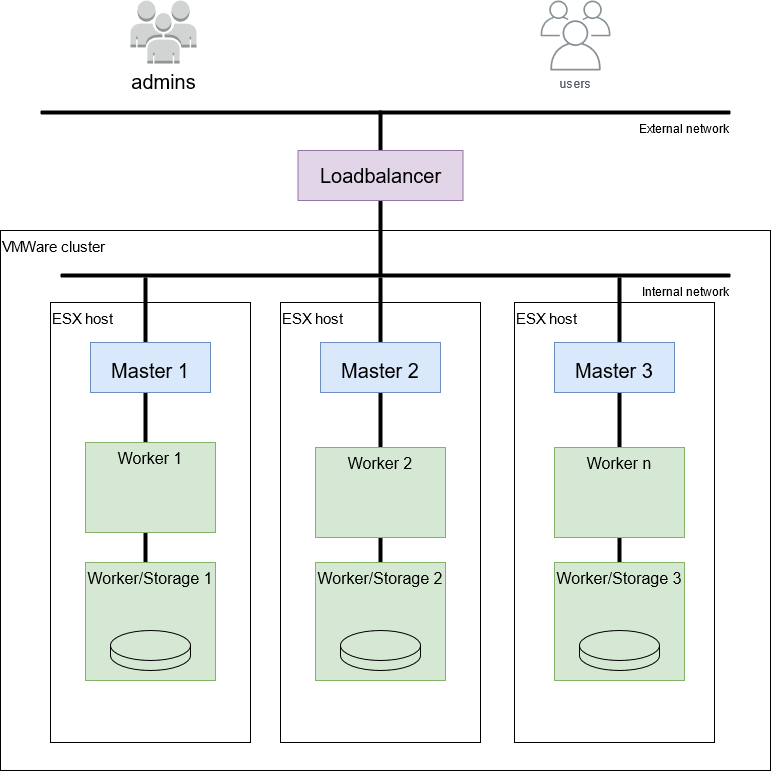 admins
users
External network
Loadbalancer
VMWare cluster
Internal network
ESX host
ESX host
ESX host
Master 1
Master 2
Master 3
Worker 1
Worker 2
Worker n
Worker/Storage 1
Worker/Storage 2
Worker/Storage 3